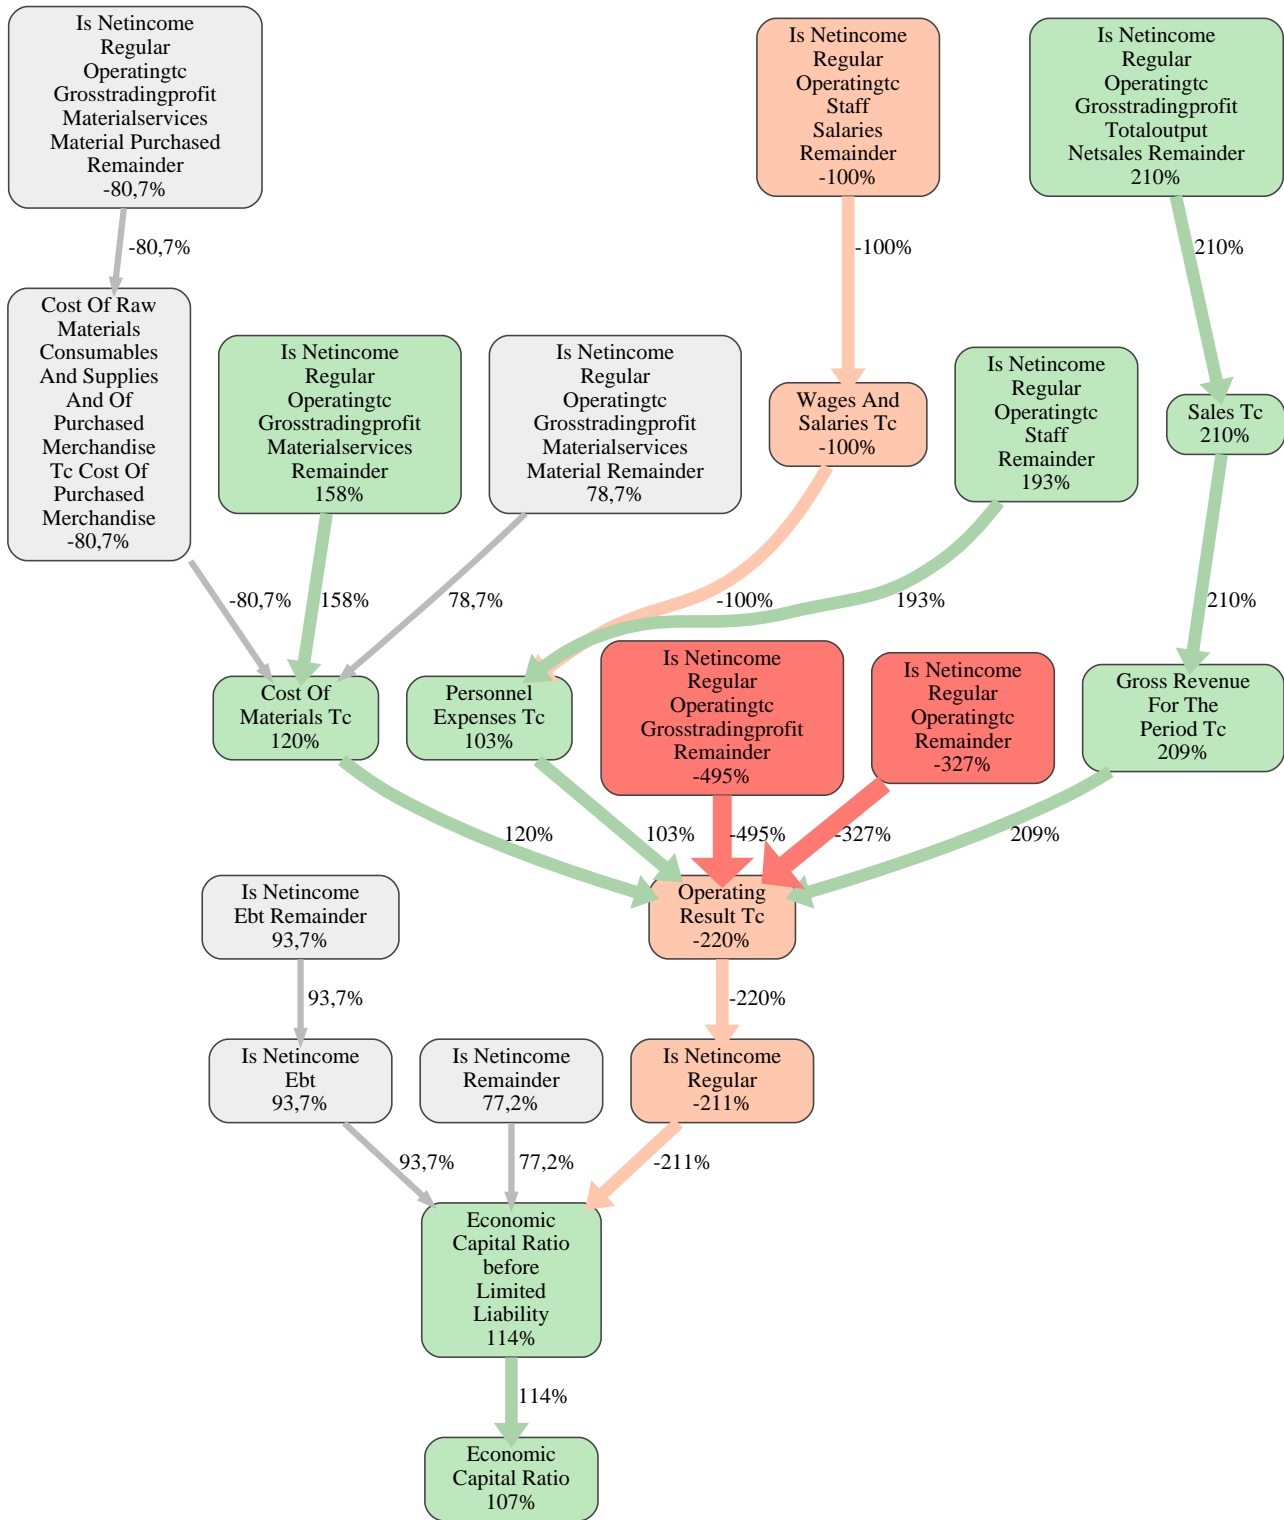 Is Netincome
Regular
Operatingtc
Grosstradingprofit
Materialservices
Material Purchased
Remainder
-80,7%
Is Netincome
Regular
Operatingtc
Staff
Salaries
Remainder
-100%
Is Netincome
Regular
Operatingtc
Grosstradingprofit
Totaloutput
Netsales Remainder
210%
-80,7%
-100%
210%
Cost Of Raw
Materials
Consumables
And Supplies
And Of
Purchased
Merchandise
Tc Cost Of
Purchased
Merchandise
-80,7%
Is Netincome
Regular
Operatingtc
Grosstradingprofit
Materialservices
Remainder
158%
Is Netincome
Regular
Operatingtc
Grosstradingprofit
Materialservices
Material Remainder
78,7%
Wages And
Salaries Tc
-100%
Is Netincome
Regular
Operatingtc
Staff
Remainder
193%
Sales Tc
210%
-80,7%
158%
78,7%
-100%
193%
210%
Cost Of
Materials Tc
120%
Personnel
Expenses Tc
103%
Is Netincome
Regular
Operatingtc
Grosstradingprofit
Remainder
-495%
Is Netincome
Regular
Operatingtc
Remainder
-327%
Gross Revenue
For The
Period Tc
209%
120%
103%
-495%
-327%
209%
Is Netincome
Ebt Remainder
93,7%
Operating
Result Tc
-220%
93,7%
-220%
Is Netincome
Ebt
93,7%
Is Netincome
Remainder
77,2%
Is Netincome
Regular
-211%
93,7%
77,2%
-211%
Economic
Capital Ratio
before
Limited
Liability
114%
114%
Economic
Capital Ratio
107%